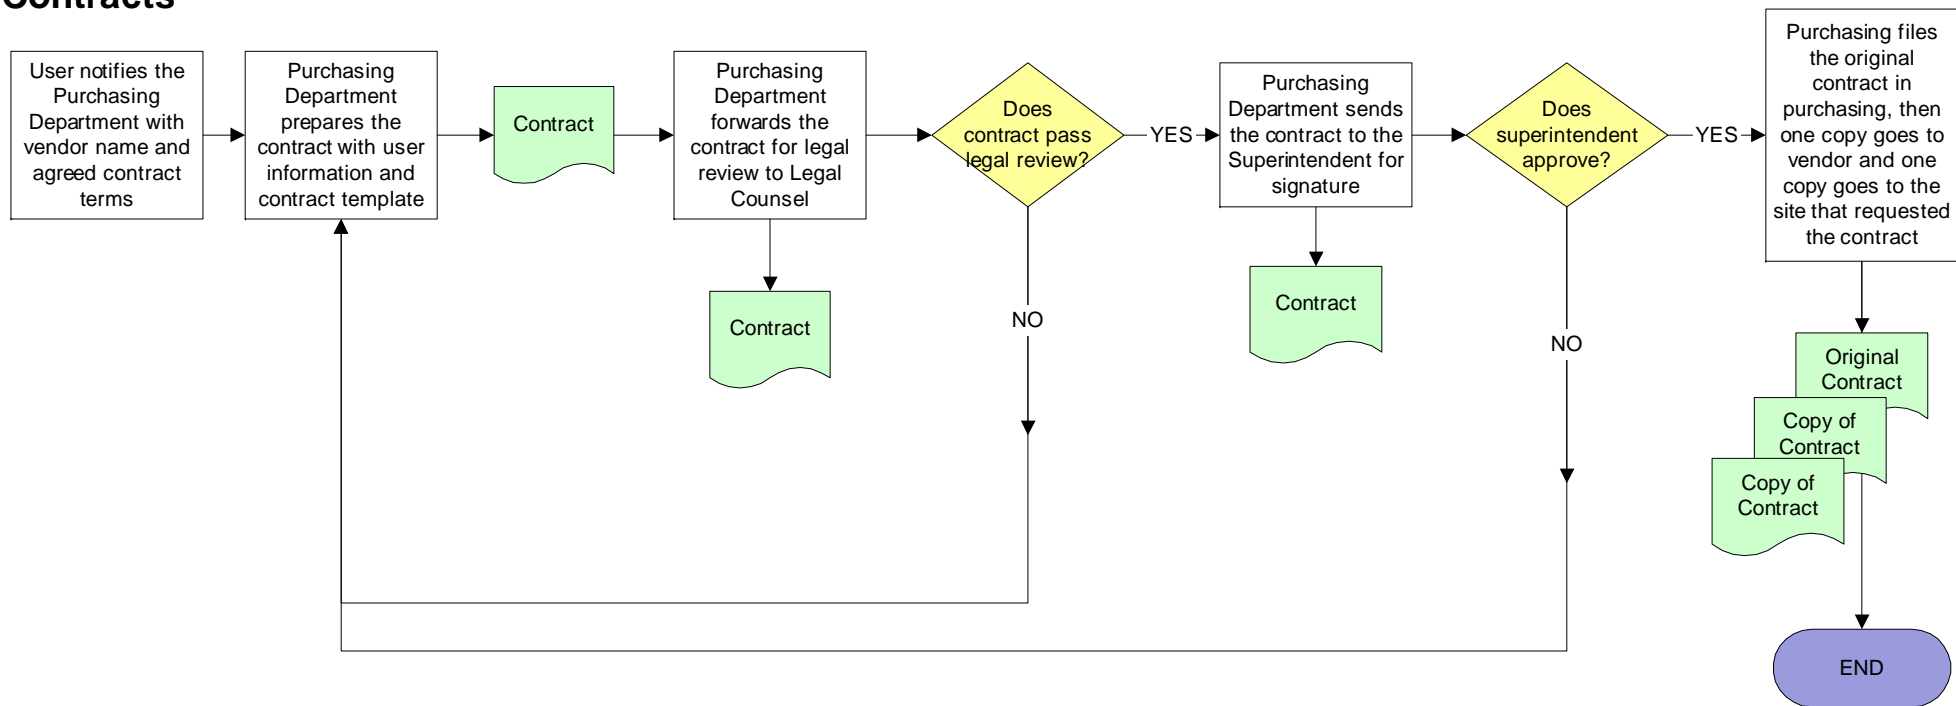 Contracts
User notifies the
Purchasing
Department with
vendor name and
agreed contract
terms
Purchasing
Department
prepares the
contract with user
information and
contract template
Contract
Purchasing
Department
forwards the
contract for legal
review to Legal
Counsel
Contract
Does
contract pass
legal review?
YES
NO
Purchasing
Department sends
the contract to the
Superintendent for
signature
Contract
Does
superintendent
approve?
YES
NO
Purchasing files
the original
contract in
purchasing, then
one copy goes to
vendor and one
copy goes to the
site that requested
the contract
Original
Contract
Copy of
Contract
Copy of
Contract
END